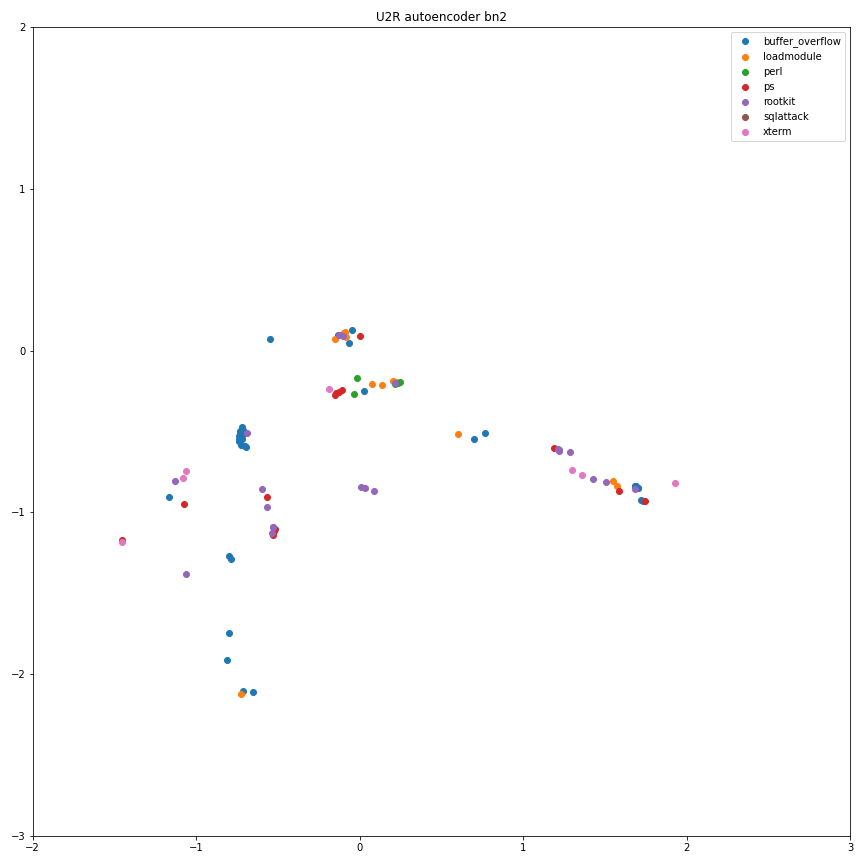 U2R autoencoder bn2
buffer_overflow
loadmodule
perl
ps
rootkit
sqlattack
xterm
2
1
0
−1
−2
−3
−2
−1
0
1
2
3